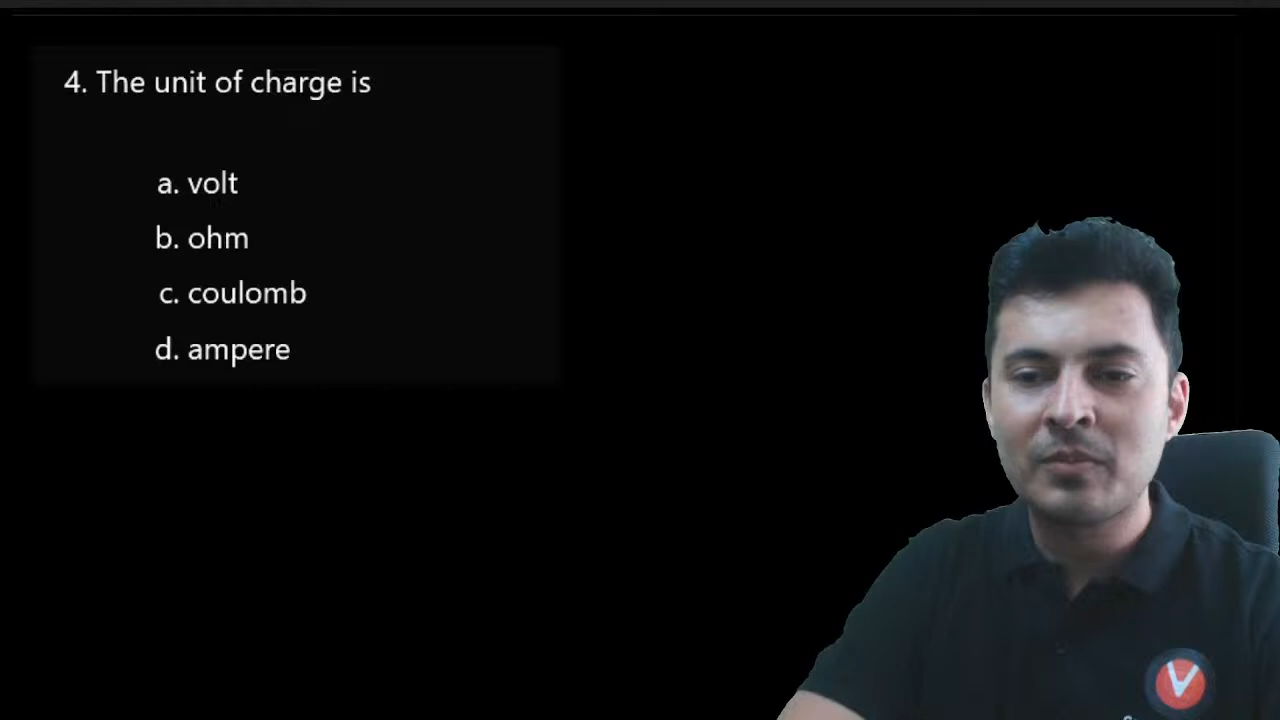 4. The unit of charge is
a. volt
b. ohm
c. coulomb
d. ampere
V